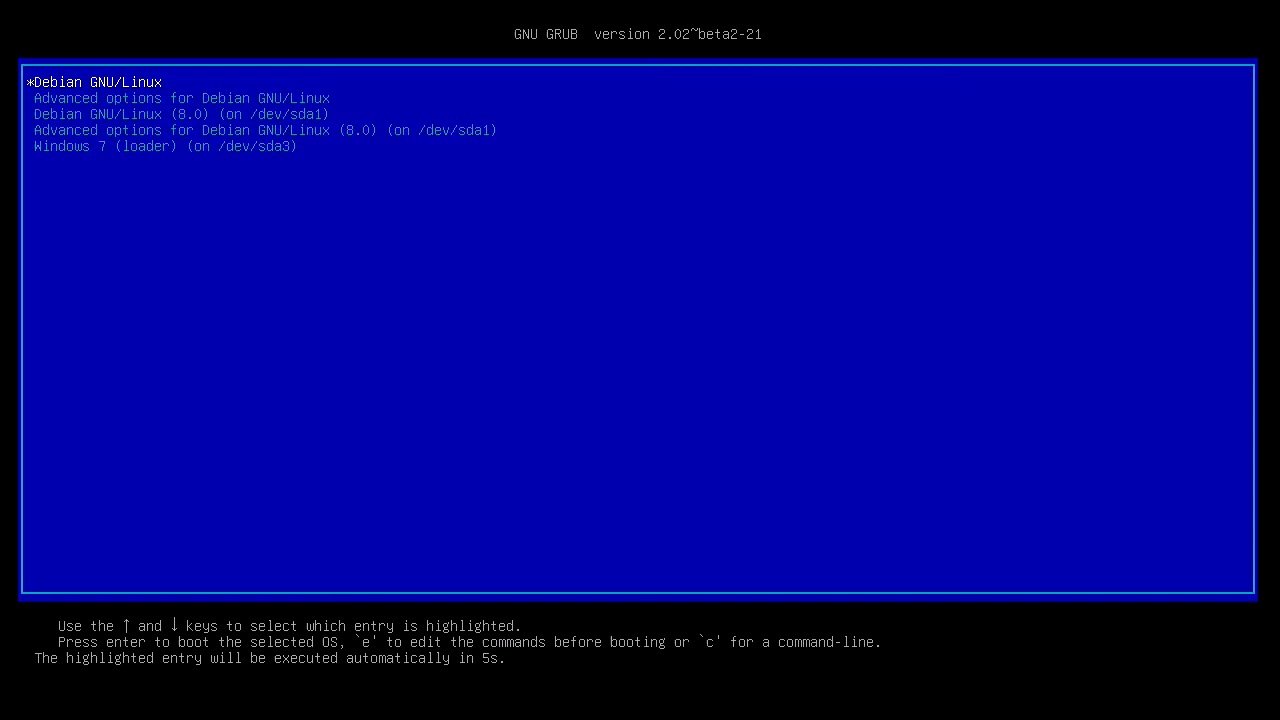 GNU GRUB  version 2.02~beta2-21
*Debian GNU/Linux
Advanced options for Debian GNU/Linux
Debian GNU/Linux (8.0) (on /dev/sda1)
Advanced options for Debian GNU/Linux (8.0) (on /dev/sda1)
Windows 7 (loader) (on /dev/sda3)
Use the ↑ and ↓ keys to select which entry is highlighted.
Press enter to boot the selected OS, `e' to edit the commands before booting or `c' for a command-line.
The highlighted entry will be executed automatically in 5s.